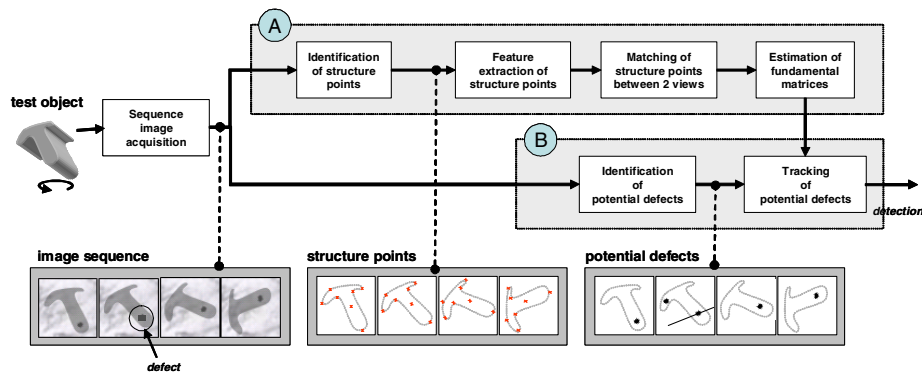 A
Identification
of structure
points
Feature
extraction of
structure points
Matching of
structure points
between 2 views
Estimation of
fundamental
matrices
test object
Sequence
image
acquisition
B
Identification
of
potential defects
Tracking
of
potential defects
detection
image sequence
structure points
potential defects
defect